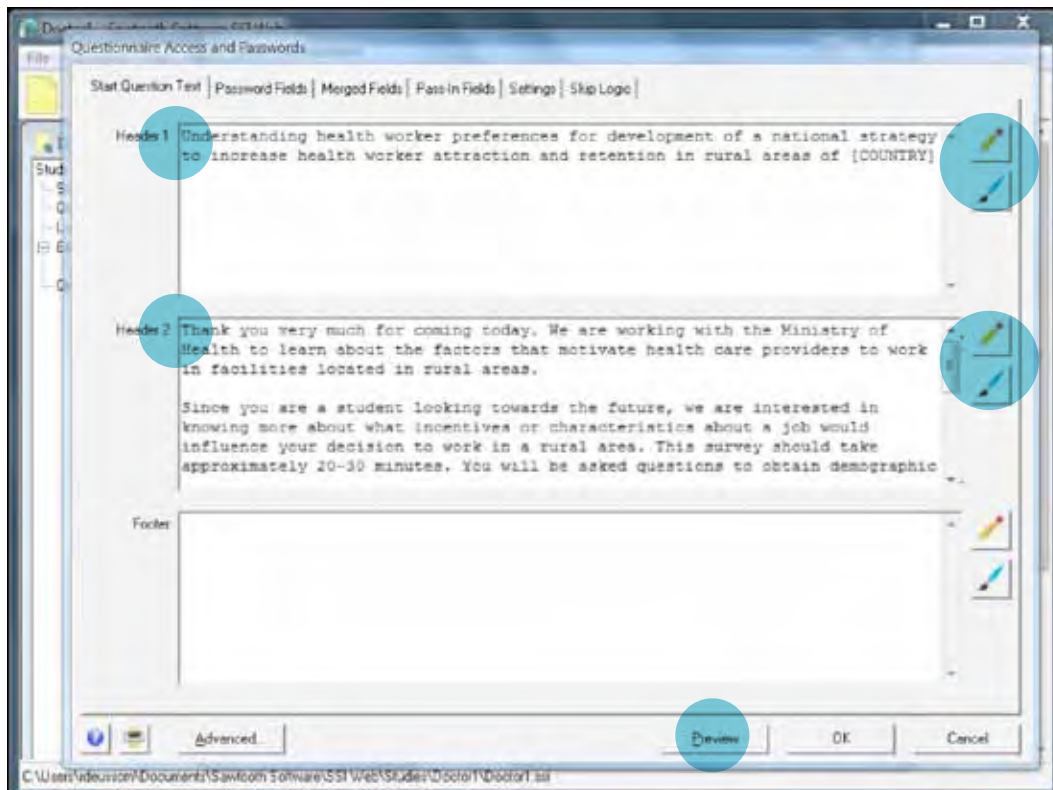 Doctor1 - Sawtooth Software SSI Web
File
Questionnaire Access and Passwords
Start Question Text | Password Fields | Merged Fields | Pass-In Fields | Settings | Skip Logic
Header 1
Understanding health worker preferences for development of a national strategy
to increase health worker attraction and retention in rural areas of [COUNTRY]
Stud
Header 2
Thank you very much for coming today. We are working with the Ministry of
Health to learn about the factors that motivate health care providers to work
in facilities located in rural areas.
Since you are a student looking towards the future, we are interested in
knowing more about what incentives or characteristics about a job would
influence your decision to work in a rural area. This survey should take
approximately 20-30 minutes. You will be asked questions to obtain demographic
Footer
Advanced... Preview OK Cancel
C:\Users\ideussom\Documents\Sawtooth Software\SSI Web\Studies\Doctor1\Doctor1.ssi